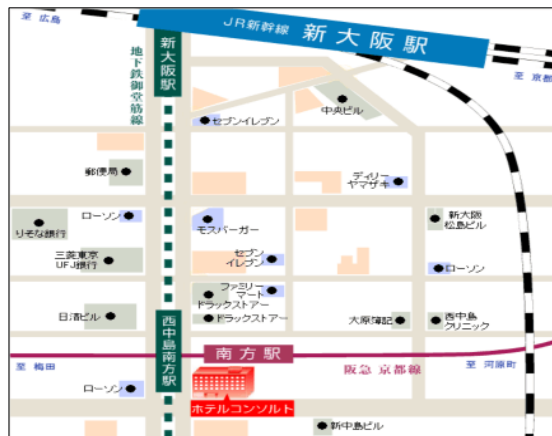 至 広島
JR新幹線 新大阪駅
至 京都
地下鉄御堂筋線
新大阪駅
セブンイレブン
中央ビル
郵便局
ディリー
ヤマザキ
ローソン
りそな銀行
モスバーガー
新大阪
松島ビル
三菱東京
UFJ銀行
セブン
イレブン
ローソン
ファミリー
マート
ドラックストアー
日清ビル
ドラックストアー
大原簿記
西中島
クリニック
西中島南方駅
南方駅
至 梅田
阪急 京都線
至 河原町
ローソン
ホテルコンソルト
新中島ビル